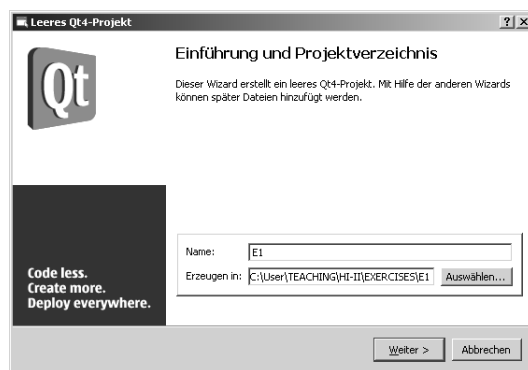 Leeres Qt4-Projekt
Qt
Einführung und Projektverzeichnis
Dieser Wizard erstellt ein leeres Qt4-Projekt. Mit Hilfe der anderen Wizards
können später Dateien hinzufügt werden.
Name: E1
Erzeugen in: C:\User\TEACHING\HI-II\EXERCISES\E1 Auswählen...
Code less.
Create more.
Deploy everywhere.
Weiter > Abbrechen